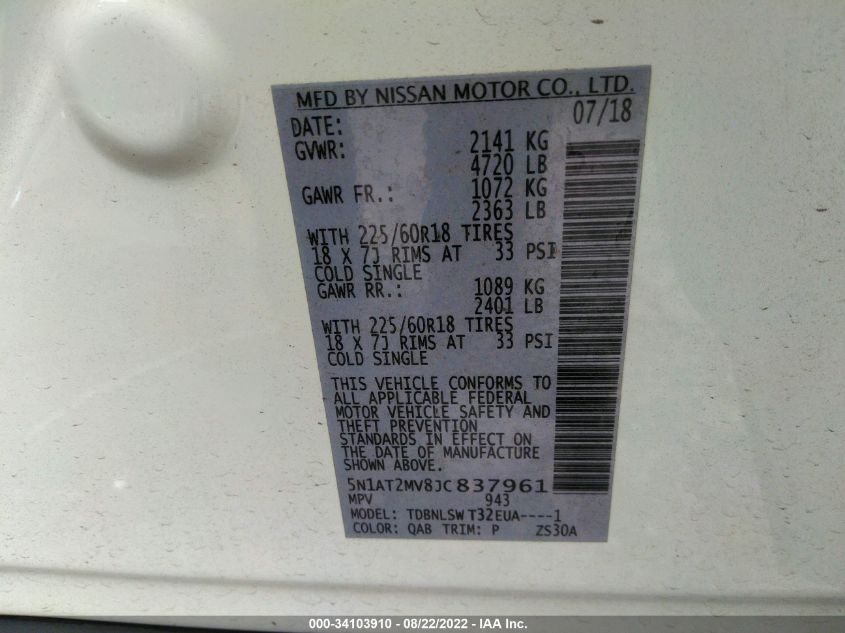 MFD BY NISSAN MOTOR CO., LTD.
DATE: 07/18
GVWR: 2141 KG
4720 LB
GAWR FR.: 1072 KG
2363 LB
WITH 225/60R18 TIRES
18 X 7J RIMS AT 33 PSI
COLD SINGLE
GAWR RR.: 1089 KG
2401 LB
WITH 225/60R18 TIRES
18 X 7J RIMS AT 33 PSI
COLD SINGLE
THIS VEHICLE CONFORMS TO
ALL APPLICABLE FEDERAL
MOTOR VEHICLE SAFETY AND
THEFT PREVENTION
STANDARDS IN EFFECT ON
THE DATE OF MANUFACTURE
SHOWN ABOVE.
5N1AT2MV8JC837961
MPV 943
MODEL: TDBNLSW T32EUA----1
COLOR: QAB TRIM: P ZS30A
000-34103910 - 08/22/2022 - IAA Inc.